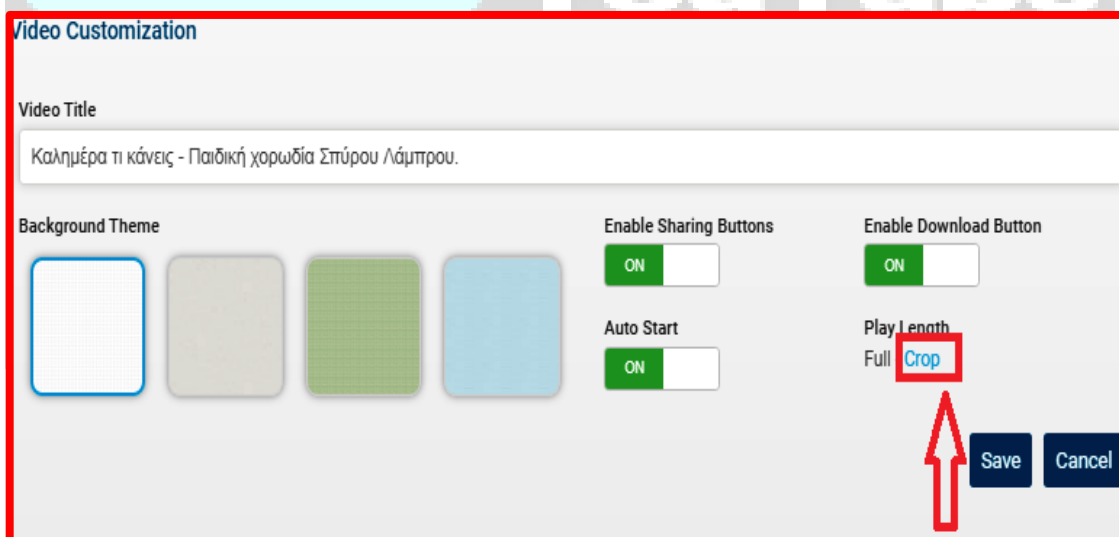 Video Customization
Video Title
Καλημέρα τι κάνεις - Παιδική χορωδία Σπύρου Λάμπρου.
Background Theme
Enable Sharing Buttons
Enable Download Button
ON
ON
Auto Start
Play Length
ON
Full Crop
Save
Cancel